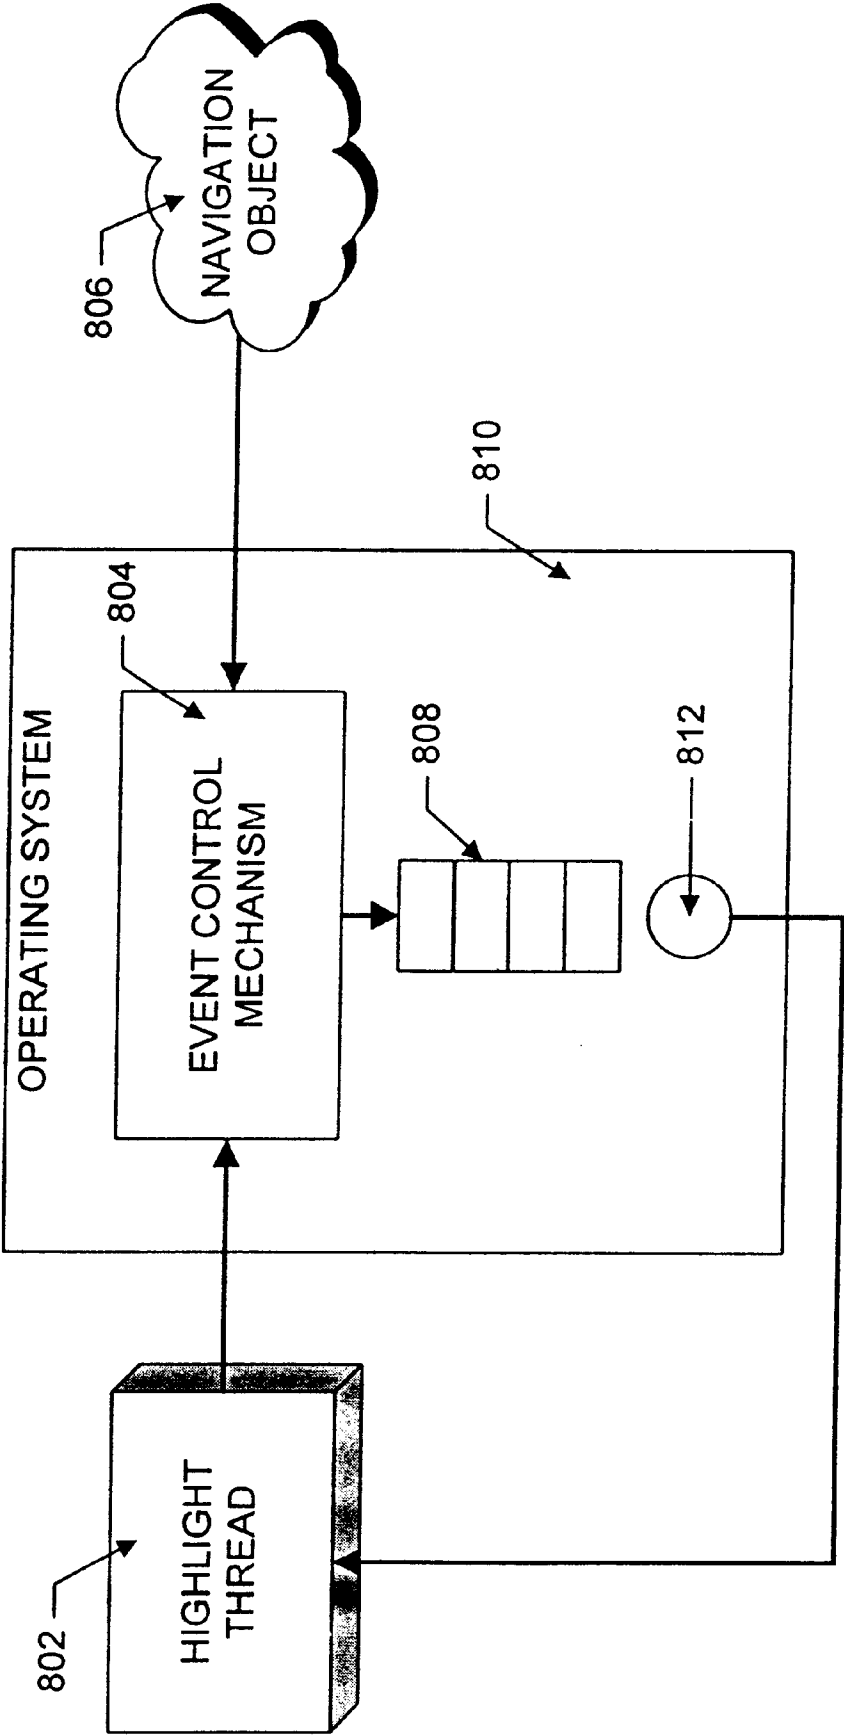 OPERATING SYSTEM
802
HIGHLIGHT
THREAD
804
EVENT CONTROL
MECHANISM
806
NAVIGATION
OBJECT
808
810
812